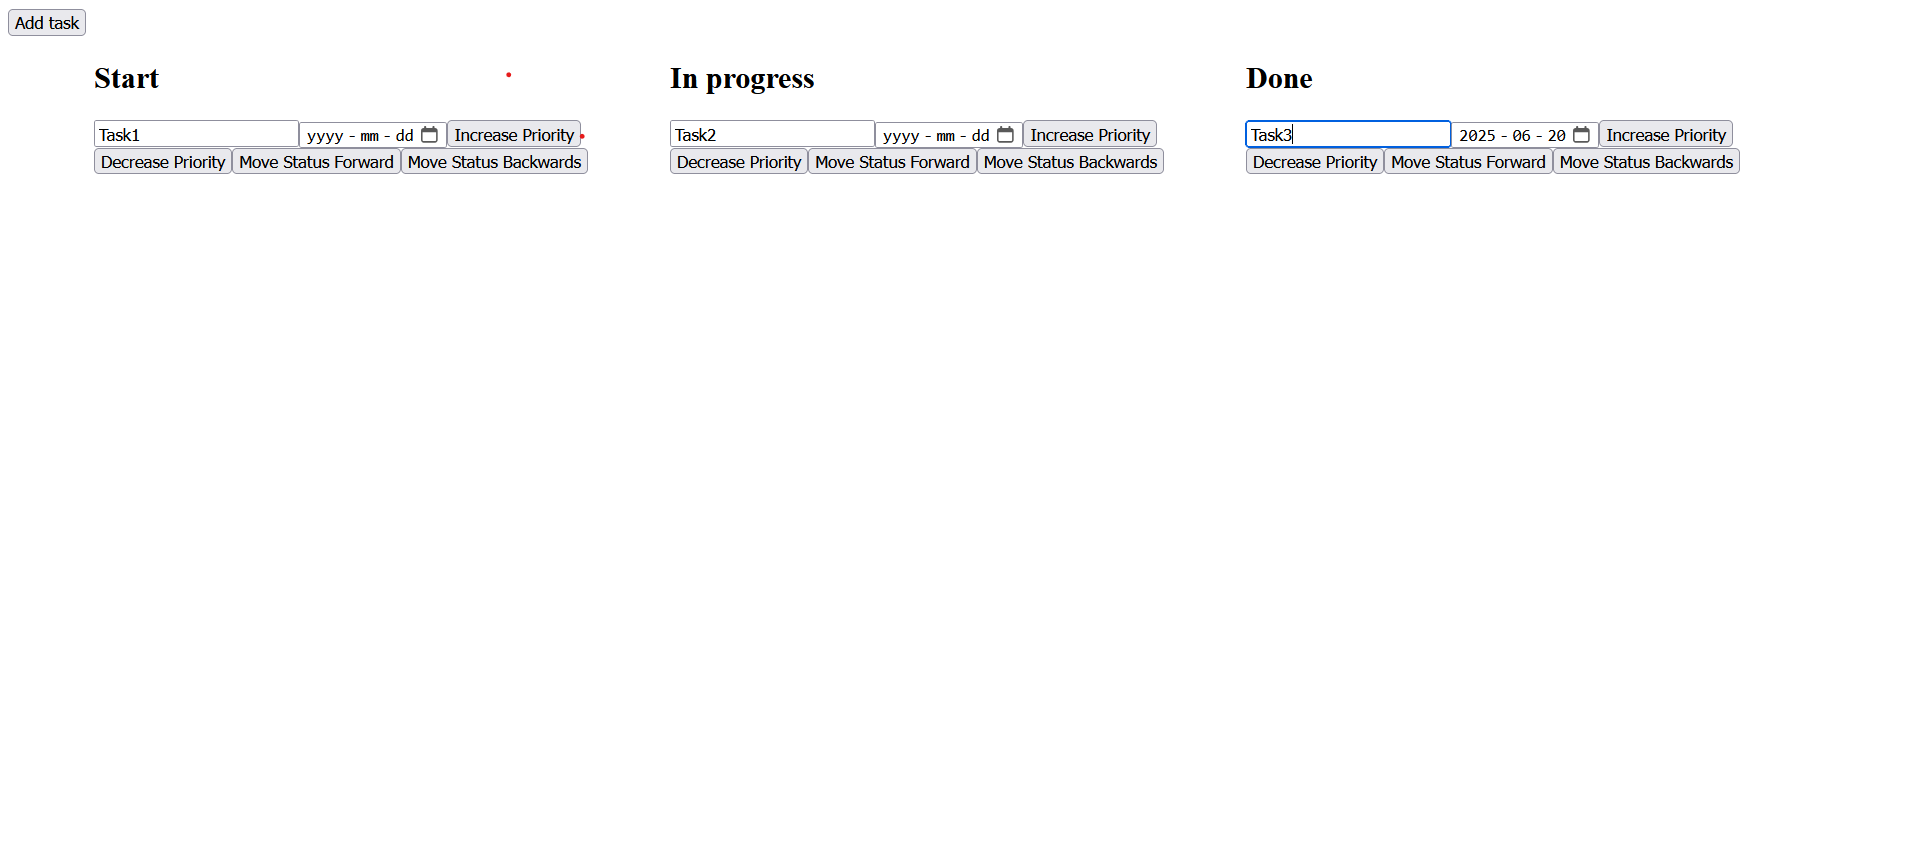 Add task
Start
Task1 yyyy - mm - dd Increase Priority
Decrease Priority Move Status Forward Move Status Backwards
In progress
Task2 yyyy - mm - dd Increase Priority
Decrease Priority Move Status Forward Move Status Backwards
Done
Task3 2025 - 06 - 20 Increase Priority
Decrease Priority Move Status Forward Move Status Backwards